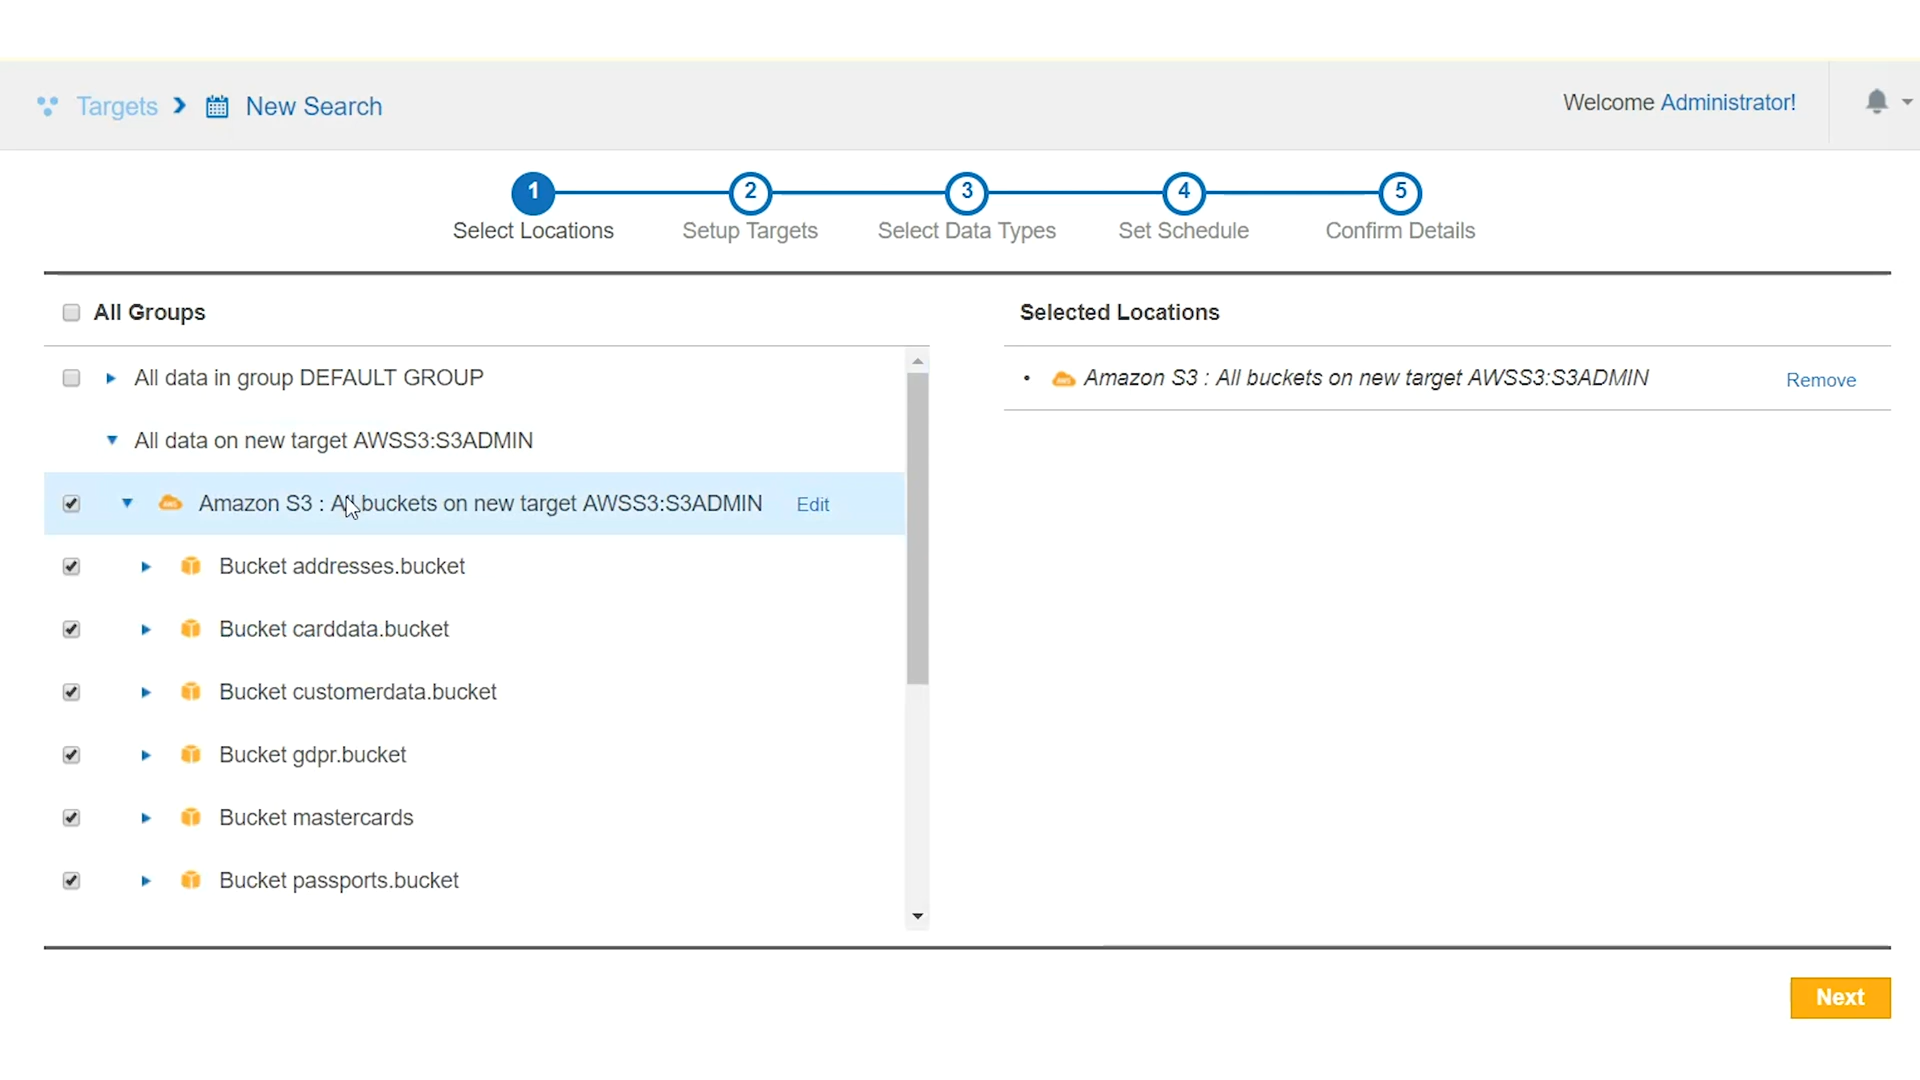 Targets New Search
Welcome Administrator!
1 2 3 4 5
Select Locations Setup Targets Select Data Types Set Schedule Confirm Details
All Groups
All data in group DEFAULT GROUP
All data on new target AWSS3:S3ADMIN
Amazon S3 : All buckets on new target AWSS3:S3ADMIN Edit
Bucket addresses.bucket
Bucket carddata.bucket
Bucket customerdata.bucket
Bucket gdpr.bucket
Bucket mastercards
Bucket passports.bucket
Selected Locations
• Amazon S3 : All buckets on new target AWSS3:S3ADMIN Remove
Next